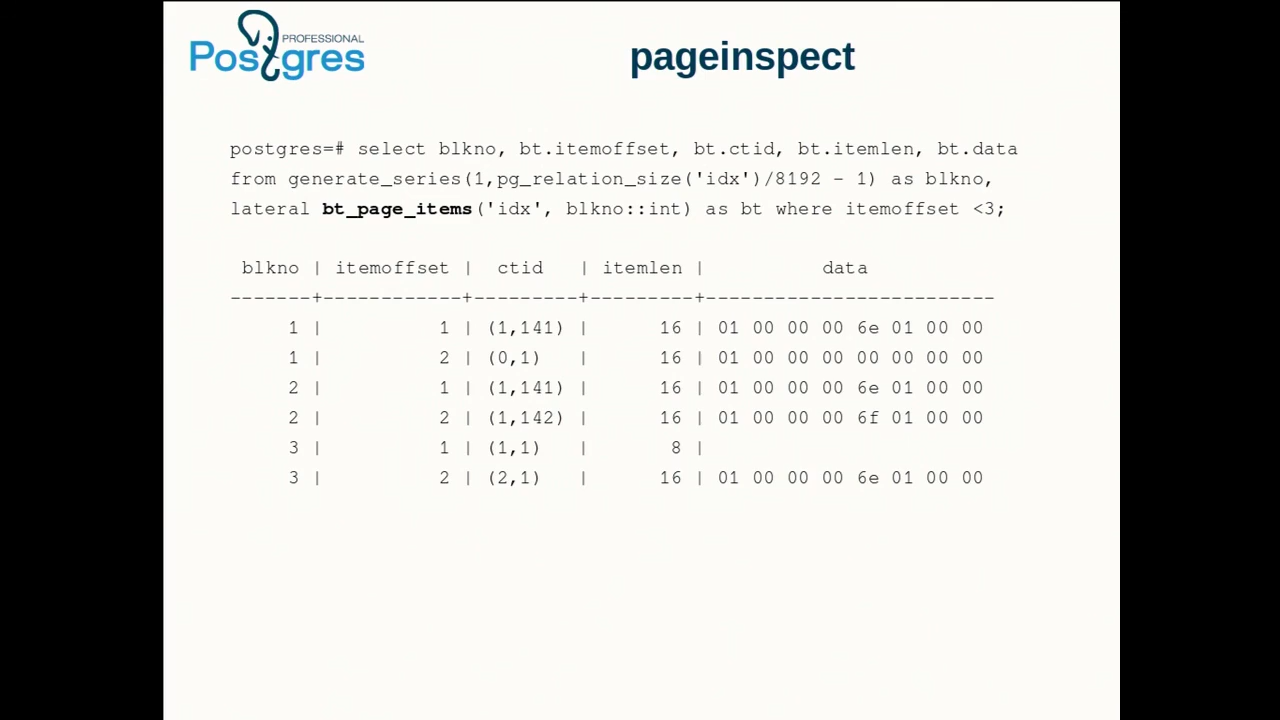 PROFESSIONAL
Postgres
pageinspect
postgres=# select blkno, bt.itemoffset, bt.ctid, bt.itemlen, bt.data
from generate_series(1,pg_relation_size('idx')/8192 – 1) as blkno,
lateral bt_page_items('idx', blkno::int) as bt where itemoffset <3;
blkno | itemoffset | ctid | itemlen | data
-------+------------+---------+---------+-------------------------
1 | 1 | (1,141) | 16 | 01 00 00 00 6e 01 00 00
1 | 2 | (0,1) | 16 | 01 00 00 00 00 00 00 00
2 | 1 | (1,141) | 16 | 01 00 00 00 6e 01 00 00
2 | 2 | (1,142) | 16 | 01 00 00 00 6f 01 00 00
3 | 1 | (1,1) | 8 |
3 | 2 | (2,1) | 16 | 01 00 00 00 6e 01 00 00